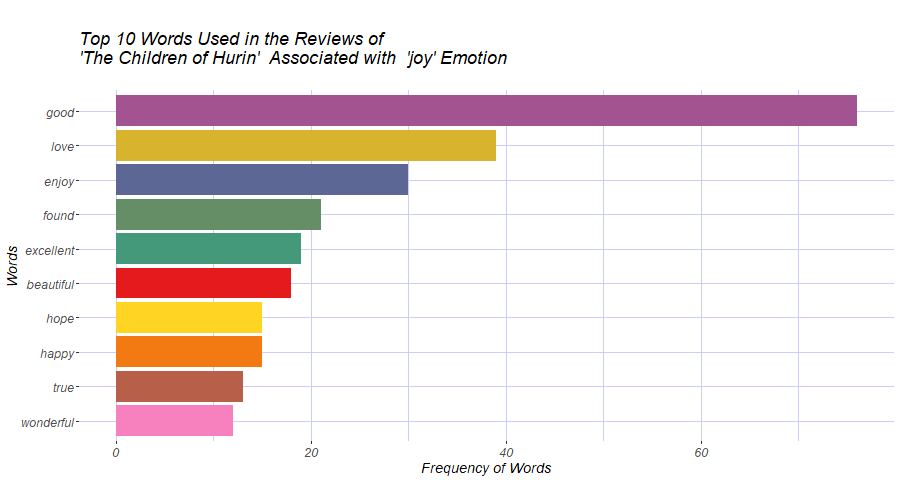 Top 10 Words Used in the Reviews of
'The Children of Hurin'  Associated with  'joy' Emotion
good
love
enjoy
found
excellent
beautiful
hope
happy
true
wonderful
Words
0 20 40 60
Frequency of Words